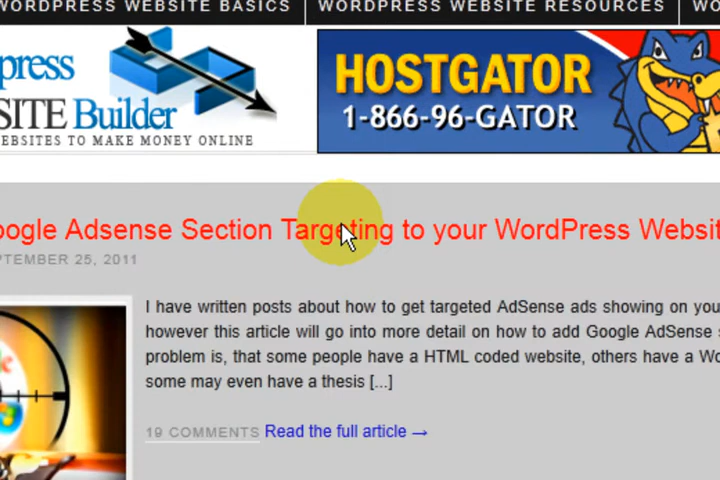 WORDPRESS WEBSITE BASICS
WORDPRESS WEBSITE RESOURCES
press
SITE Builder
EBSITES TO MAKE MONEY ONLINE
HOSTGATOR
1-866-96-GATOR
oogle Adsense Section Targeting to your WordPress Websit
PTEMBER 25, 2011
I have written posts about how to get targeted AdSense ads showing on you
however this article will go into more detail on how to add Google AdSense s
problem is, that some people have a HTML coded website, others have a Wo
some may even have a thesis [...]
19 COMMENTS Read the full article →